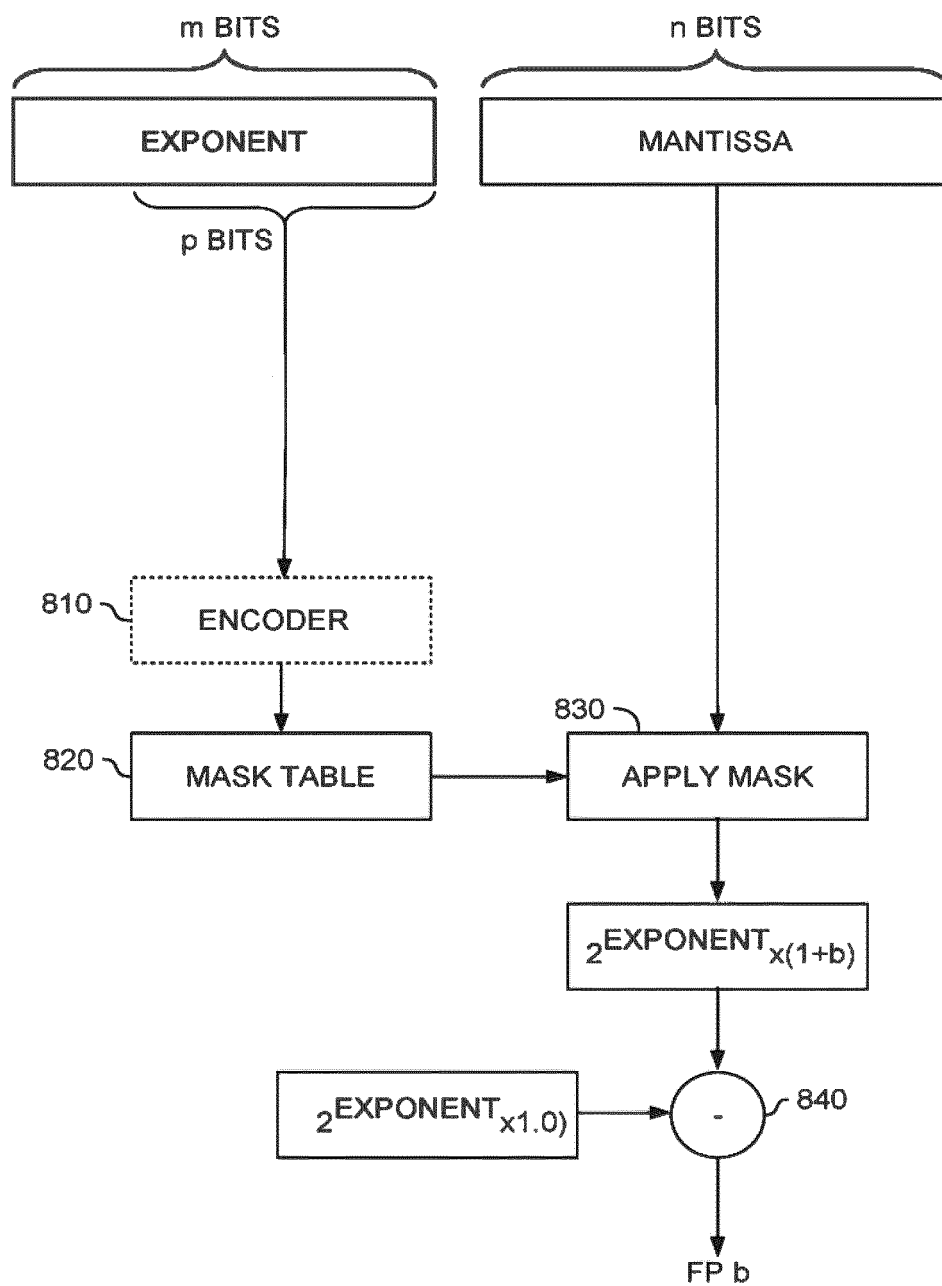 m BITS
n BITS
EXPONENT
MANTISSA
p BITS
810
ENCODER
830
820
MASK TABLE
APPLY MASK
2EXPONENTx(1+b)
2EXPONENTx1.0)
-
840
FP b